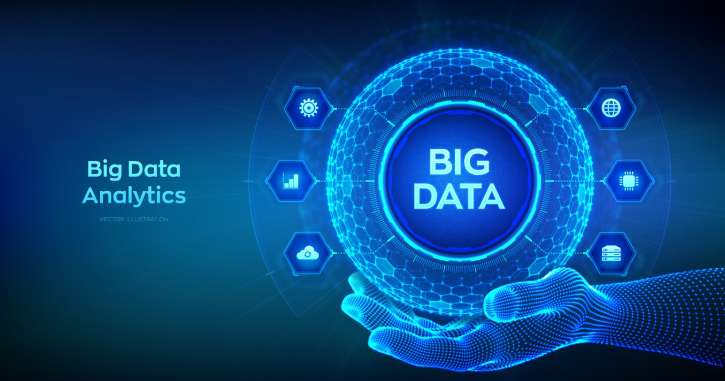 Big Data
Analytics
VECTOR ILLUSTRATION
BIG
DATA